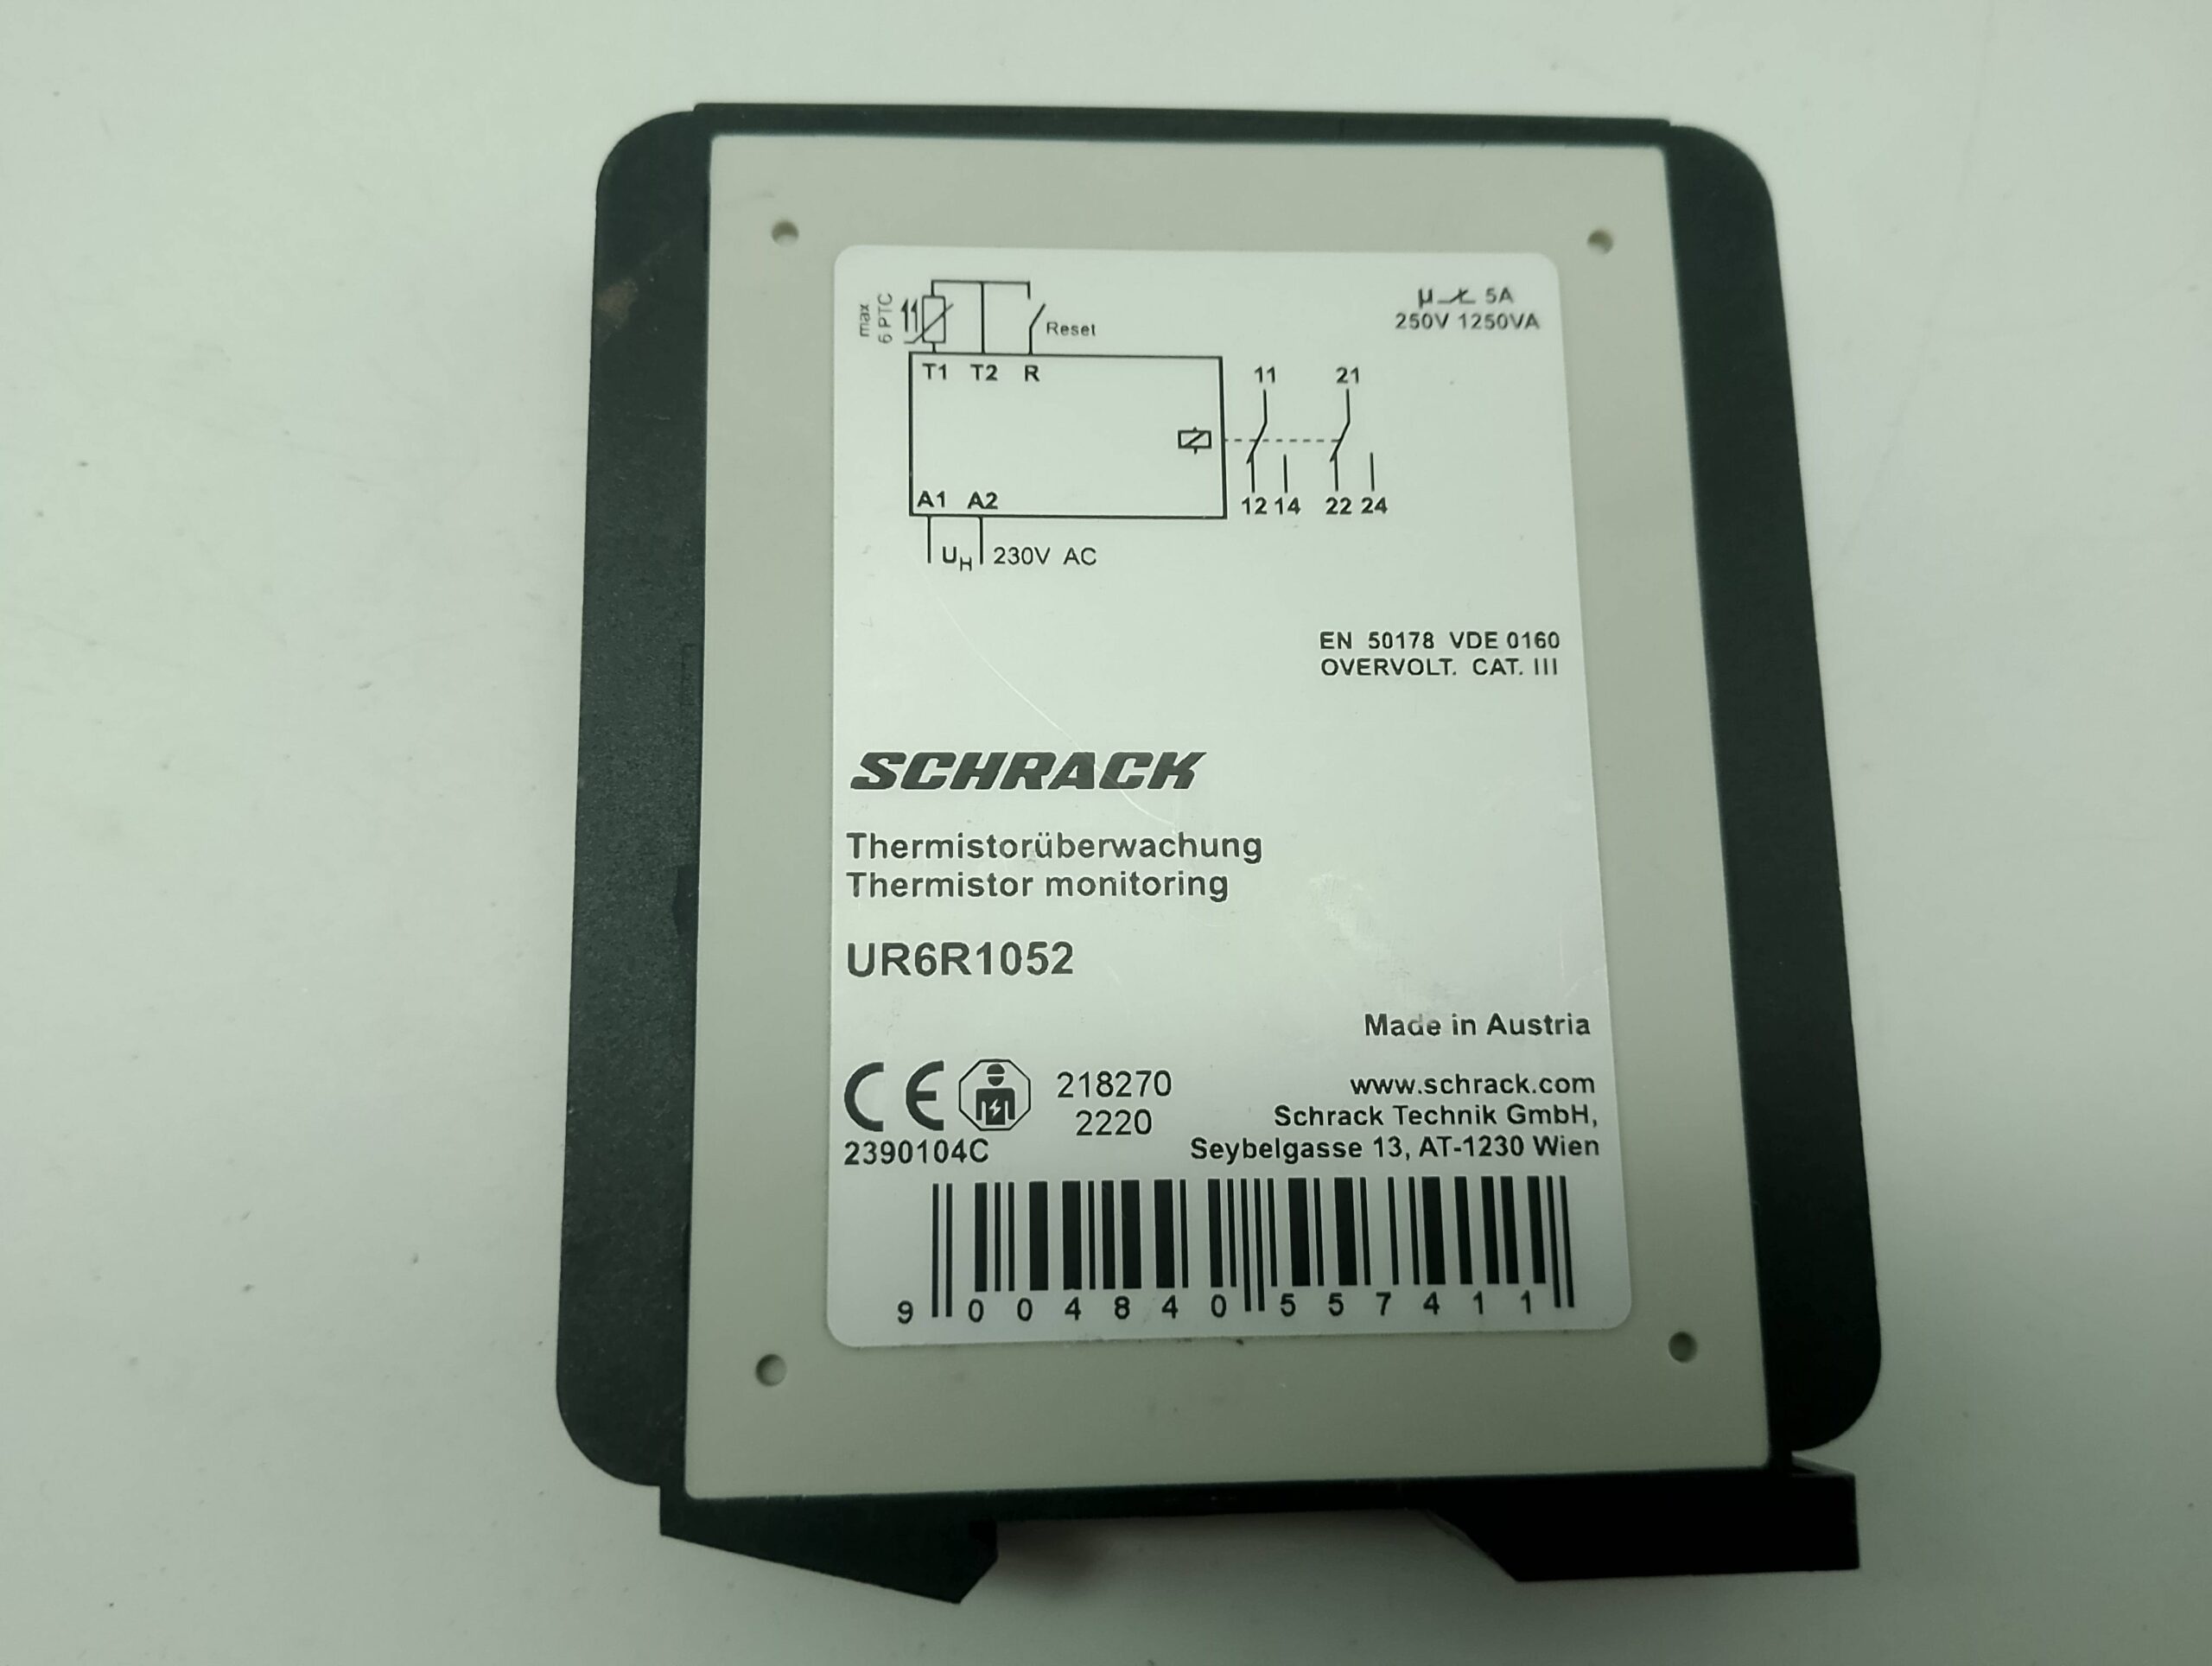 max
6 PTC
Reset
µ 5A
250V 1250VA
T1 T2 R
11 21
A1 A2
12 14 22 24
UH 230V AC
EN 50178 VDE 0160
OVERVOLT. CAT. III
SCHRACK
Thermistorüberwachung
Thermistor monitoring
UR6R1052
Made in Austria
CE 218270
2220
2390104C
www.schrack.com
Schrack Technik GmbH,
Seybelgasse 13, AT-1230 Wien
9 004840 557411